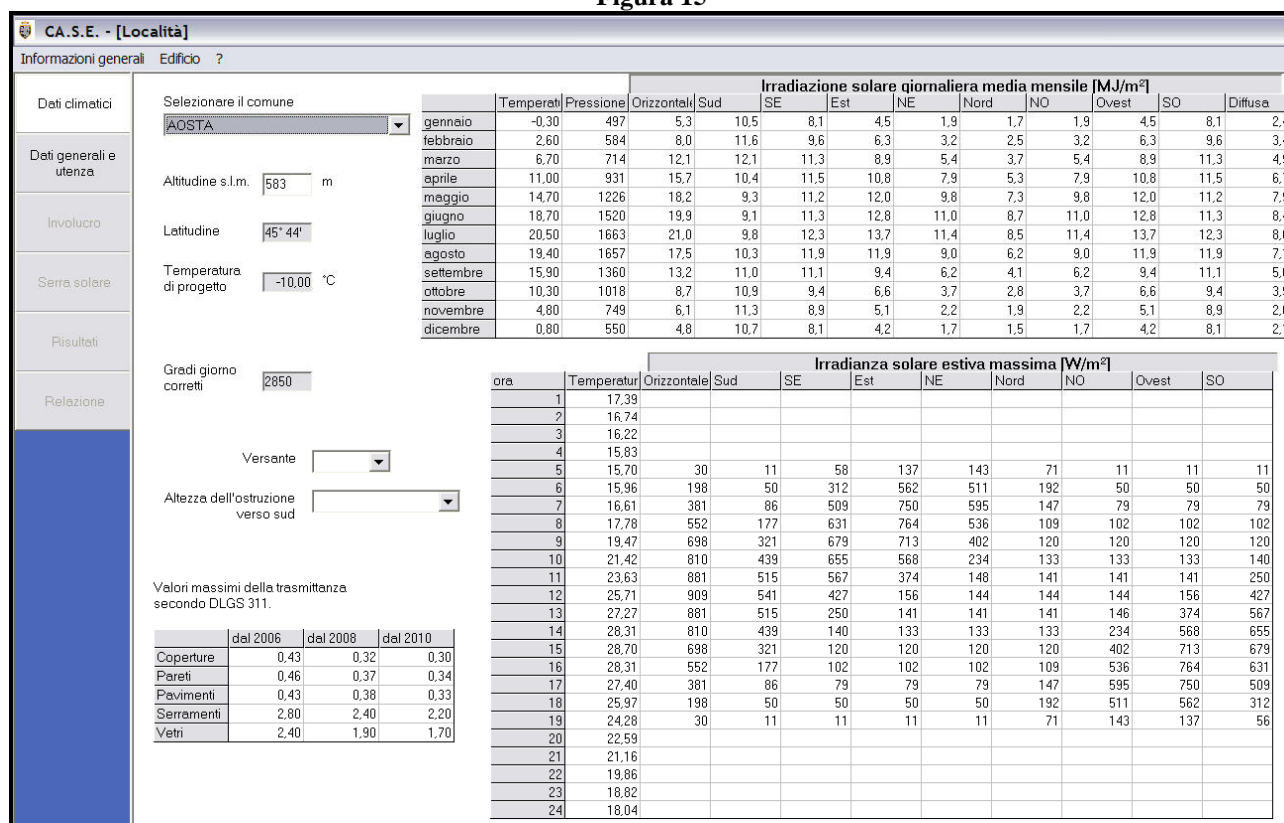 Figura 15
CA.S.E. - [Località]
Informazioni generali Edificio ?
Dati climatici
Dati generali e utenza
Involucro
Serra solare
Risultati
Relazione
Selezionare il comune
AOSTA
Altitudine s.l.m. 583 m
Latitudine 45° 44'
Temperatura di progetto -10,00 °C
Gradi giorno corretti 2850
Versante
Altezza dell'ostruzione verso sud
Valori massimi della trasmittanza
secondo DLGS 311.
dal 2006 dal 2008 dal 2010
Coperture 0,43 0,32 0,30
Pareti 0,46 0,37 0,34
Pavimenti 0,43 0,38 0,33
Serramenti 2,80 2,40 2,20
Vetri 2,40 1,90 1,70
Irradiazione solare giornaliera media mensile [MJ/m²]
Temperati Pressione Orizzontale Sud SE Est NE Nord NO Ovest SO Diffusa
gennaio -0,30 497 5,3 10,5 8,1 4,5 1,9 1,7 1,9 4,5 8,1 2,
febbraio 2,60 584 8,0 11,6 9,6 6,3 3,2 2,5 3,2 6,3 9,6 3,
marzo 6,70 714 12,1 12,1 11,3 8,9 5,4 3,7 5,4 8,9 11,3 4,
aprile 11,00 931 15,7 10,4 11,5 10,8 7,9 5,3 7,9 10,8 11,5 6,
maggio 14,70 1226 18,2 9,3 11,2 12,0 9,8 7,3 9,8 12,0 11,2 7,
giugno 18,70 1520 19,9 9,1 11,3 12,8 11,0 8,7 11,0 12,8 11,3 8,
luglio 20,50 1663 21,0 9,8 12,3 13,7 11,4 8,5 11,4 13,7 12,3 8,
agosto 19,40 1657 17,5 10,3 11,9 11,9 9,0 6,2 9,0 11,9 11,9 7,
settembre 15,90 1360 13,2 11,0 11,1 9,4 6,2 4,1 6,2 9,4 11,1 5,
ottobre 10,30 1018 8,7 10,9 9,4 6,6 3,7 2,8 3,7 6,6 9,4 3,
novembre 4,80 749 6,1 11,3 8,9 5,1 2,2 1,9 2,2 5,1 8,9 2,
dicembre 0,80 550 4,8 10,7 8,1 4,2 1,7 1,5 1,7 4,2 8,1 2,
Irradianza solare estiva massima [W/m²]
ora Temperatur Orizzontale Sud SE Est NE Nord NO Ovest SO
1 17,39
2 16,74
3 16,22
4 15,83
5 15,70 30 11 58 137 143 71 11 11 11
6 15,96 198 50 312 562 511 192 50 50 50
7 16,61 381 86 509 750 595 147 79 79 79
8 17,78 552 177 631 764 536 109 102 102 102
9 19,47 698 321 679 713 402 120 120 120 120
10 21,42 810 439 655 568 234 133 133 133 140
11 23,63 881 515 567 374 148 141 141 141 250
12 25,71 909 541 427 156 144 144 144 156 427
13 27,27 881 515 250 141 141 141 146 374 567
14 28,31 810 439 140 133 133 133 234 568 655
15 28,70 698 321 120 120 120 120 402 713 679
16 28,31 552 177 102 102 102 109 536 764 631
17 27,40 381 86 79 79 79 147 595 750 509
18 25,97 198 50 50 50 50 192 511 562 312
19 24,28 30 11 11 11 11 71 143 137 56
20 22,59
21 21,16
22 19,86
23 18,82
24 18,04